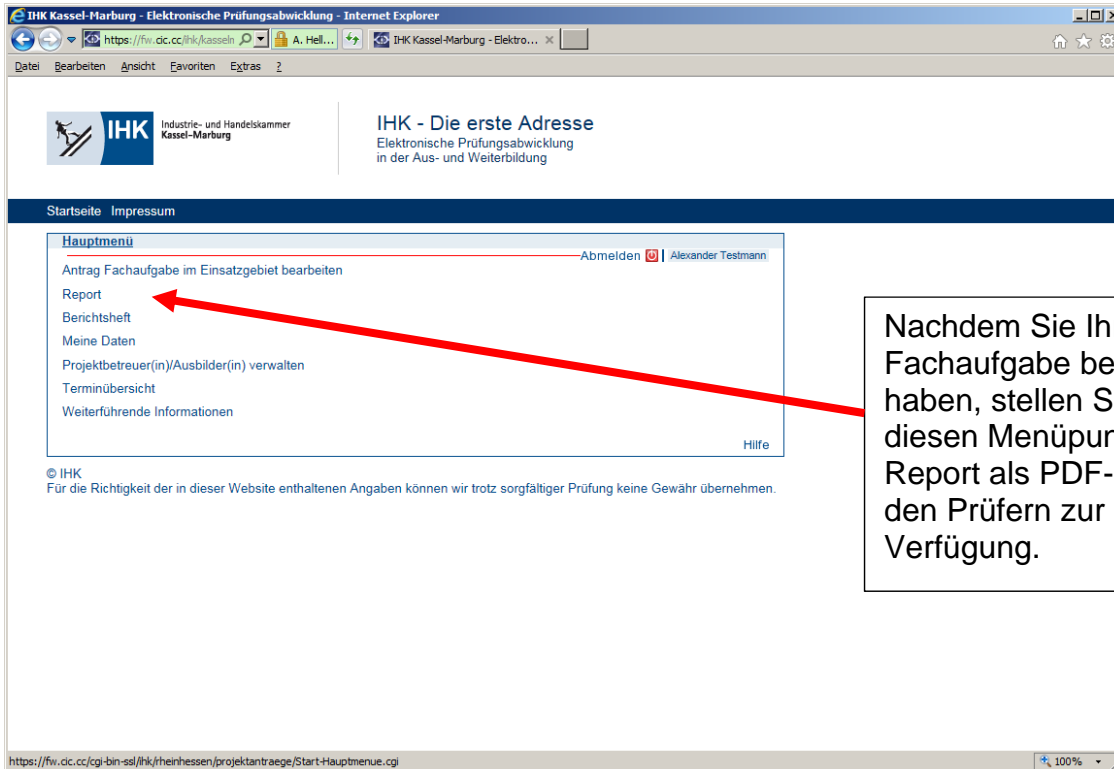 IHK Kassel-Marburg - Elektronische Prüfungsabwicklung - Internet Explorer
https://fw.cic.cc/ihk/kasseln
A. Hell...
IHK Kassel-Marburg - Elektro...
Datei Bearbeiten Ansicht Favoriten Extras ?
IHK
Industrie- und Handelskammer
Kassel-Marburg
IHK - Die erste Adresse
Elektronische Prüfungsabwicklung
in der Aus- und Weiterbildung
Startseite Impressum
Hauptmenü
Abmelden Alexander Testmann
Antrag Fachaufgabe im Einsatzgebiet bearbeiten
Report
Berichtsheft
Meine Daten
Projektbetreuer(in)/Ausbilder(in) verwalten
Terminübersicht
Weiterführende Informationen
Hilfe
© IHK
Für die Richtigkeit der in dieser Website enthaltenen Angaben können wir trotz sorgfältiger Prüfung keine Gewähr übernehmen.
Nachdem Sie Ih
Fachaufgabe be
haben, stellen S
diesen Menüpu
Report als PDF-
den Prüfern zur
Verfügung.
https://fw.cic.cc/cgi-bin-ssl/ihk/rheinhessen/projektantraege/Start-Hauptmenue.cgi
100%